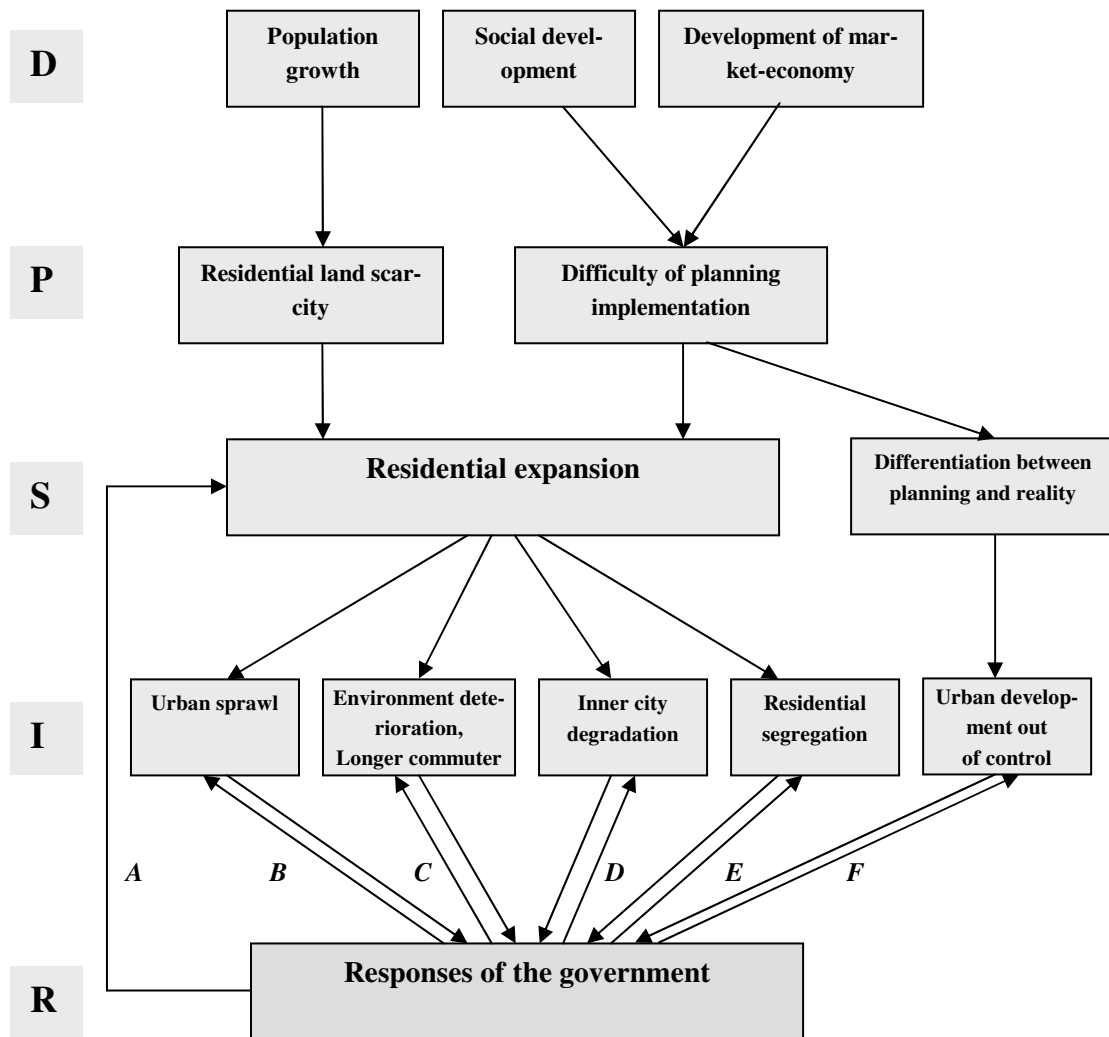 D
Population
growth
Social devel-
opment
Development of mar-
ket-economy
P
Residential land scar-
city
Difficulty of planning
implementation
S
Residential expansion
Differentiation between
planning and reality
I
Urban sprawl
Environment dete-
rioration,
Longer commuter
Inner city
degradation
Residential
segregation
Urban develop-
ment out
of control
A
B
C
D
E
F
R
Responses of the government